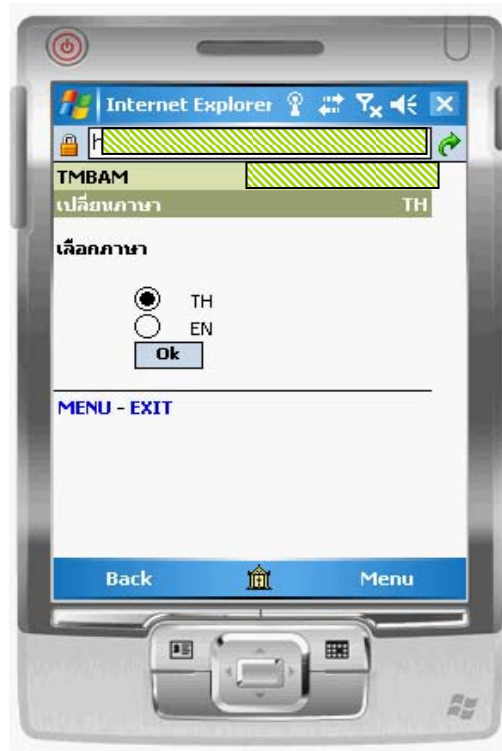 Internet Explorer
h
TMBAM
เปลี่ยนภาษา TH
เลือกภาษา
TH
EN
Ok
MENU - EXIT
Back Menu